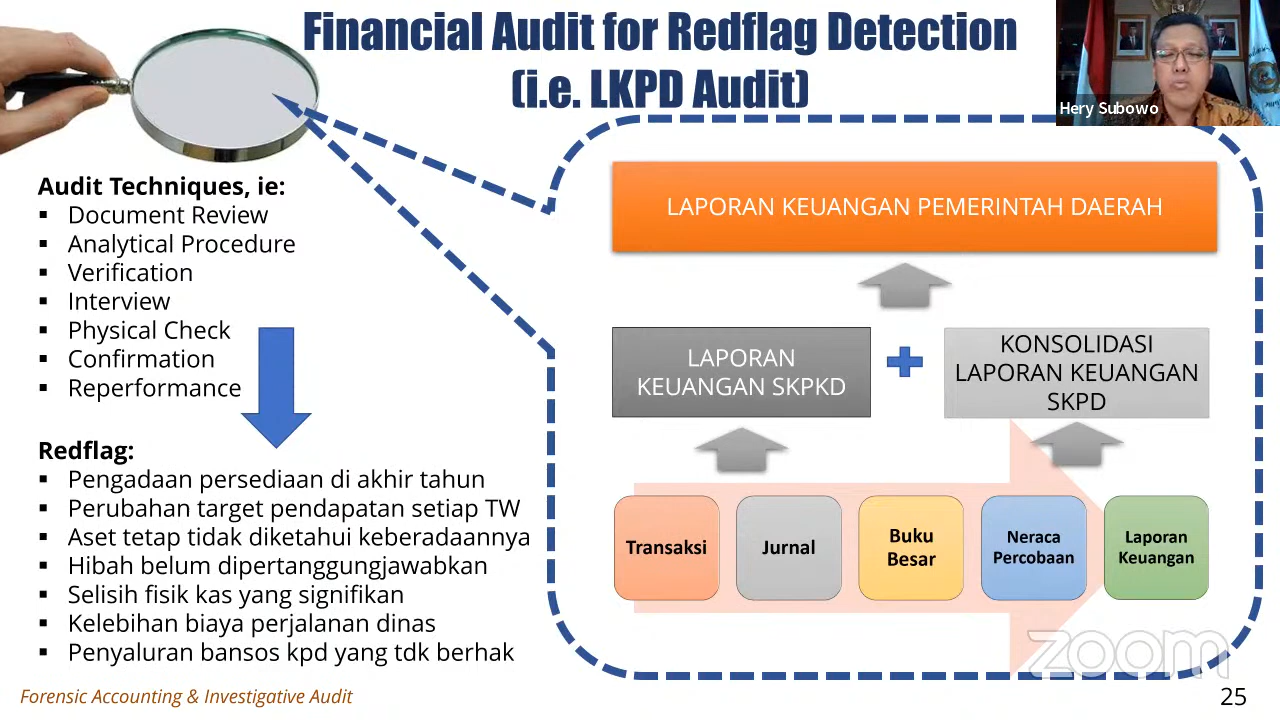 Financial Audit for Redflag Detection
(i.e. LKPD Audit)
Hery Subowo
Audit Techniques, ie:
▪ Document Review
▪ Analytical Procedure
▪ Verification
▪ Interview
▪ Physical Check
▪ Confirmation
▪ Reperformance
Redflag:
▪ Pengadaan persediaan di akhir tahun
▪ Perubahan target pendapatan setiap TW
▪ Aset tetap tidak diketahui keberadaannya
▪ Hibah belum dipertanggungjawabkan
▪ Selisih fisik kas yang signifikan
▪ Kelebihan biaya perjalanan dinas
▪ Penyaluran bansos kpd yang tdk berhak
LAPORAN KEUANGAN PEMERINTAH DAERAH
LAPORAN
KEUANGAN SKPKD
KONSOLIDASI
LAPORAN KEUANGAN
SKPD
Transaksi
Jurnal
Buku
Besar
Neraca
Percobaan
Laporan
Keuangan
zoom
Forensic Accounting & Investigative Audit
25